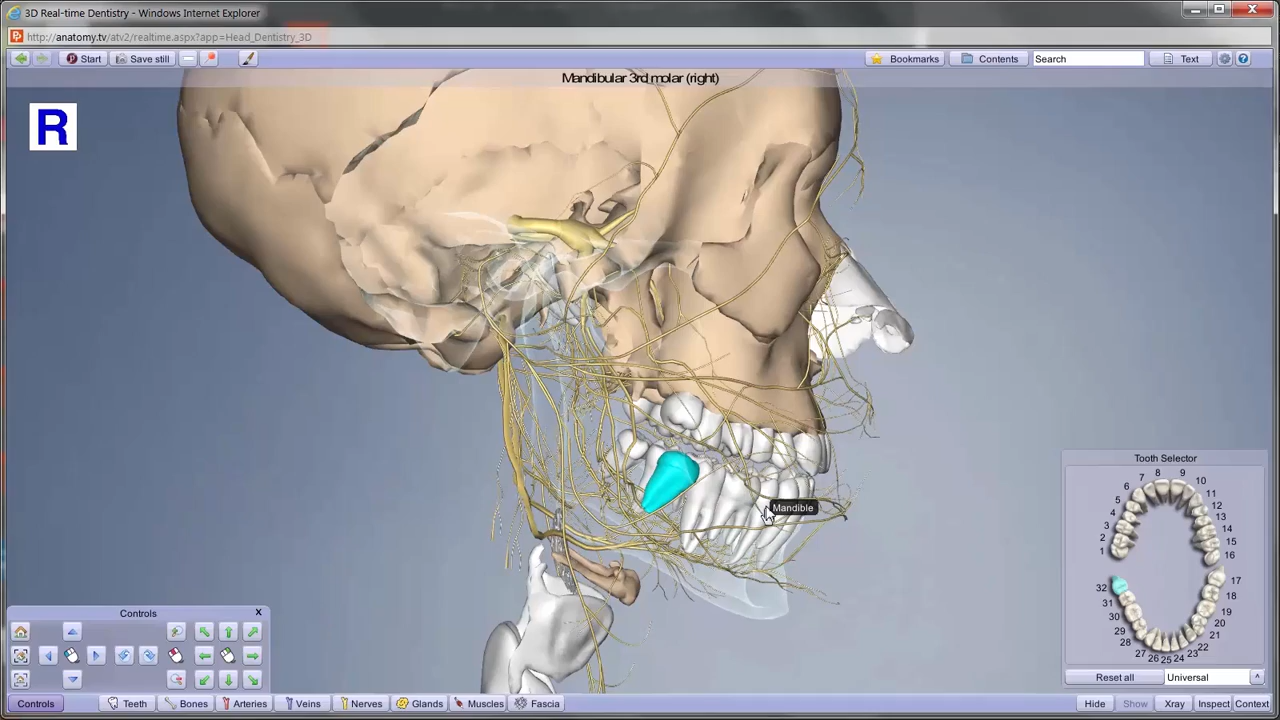 3D Real-time Dentistry - Windows Internet Explorer
http://anatomy.tv/atv2/realtime.aspx?app=Head_Dentistry_3D
Start Save still Bookmarks Contents Search Text
Mandibular 3rd molar (right)
R
Mandible
Tooth Selector
8 9
7 10
6 11
5 12
4 13
3 14
2 15
1 16
32 17
31 18
30 19
29 20
28 21
27 26 25 24 23 22
Reset all Universal
Controls X
Controls Teeth Bones Arteries Veins Nerves Glands Muscles Fascia Hide Show Xray Inspect Context